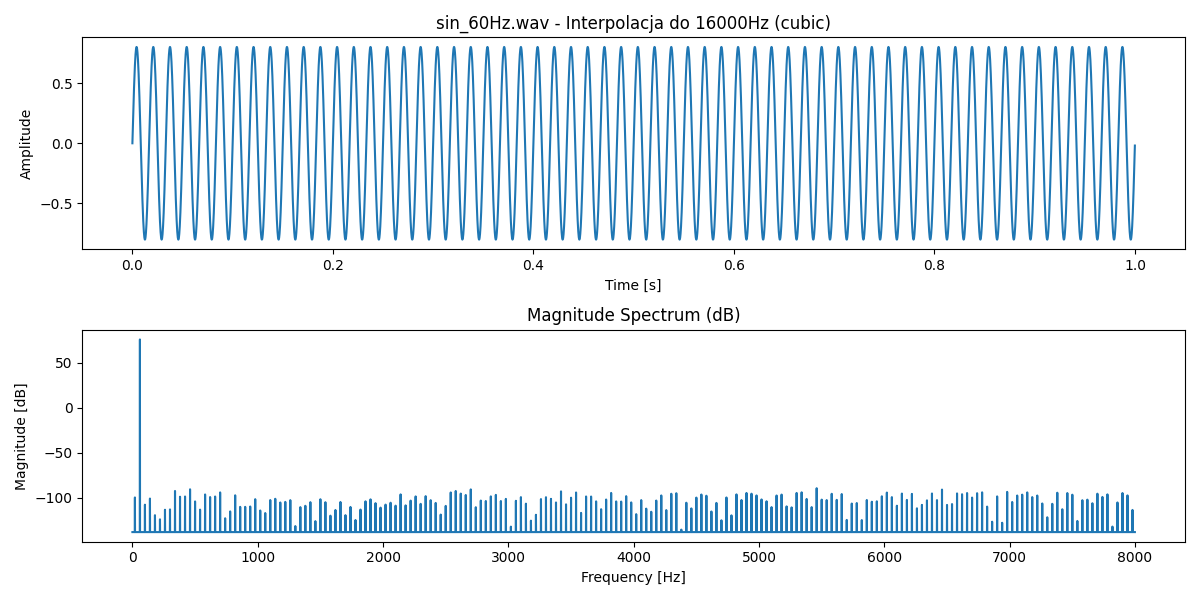 sin_60Hz.wav - Interpolacja do 16000Hz (cubic)
Amplitude
0.5
0.0
−0.5
0.0 0.2 0.4 0.6 0.8 1.0
Time [s]
Magnitude Spectrum (dB)
Magnitude [dB]
50
0
−50
−100
0 1000 2000 3000 4000 5000 6000 7000 8000
Frequency [Hz]